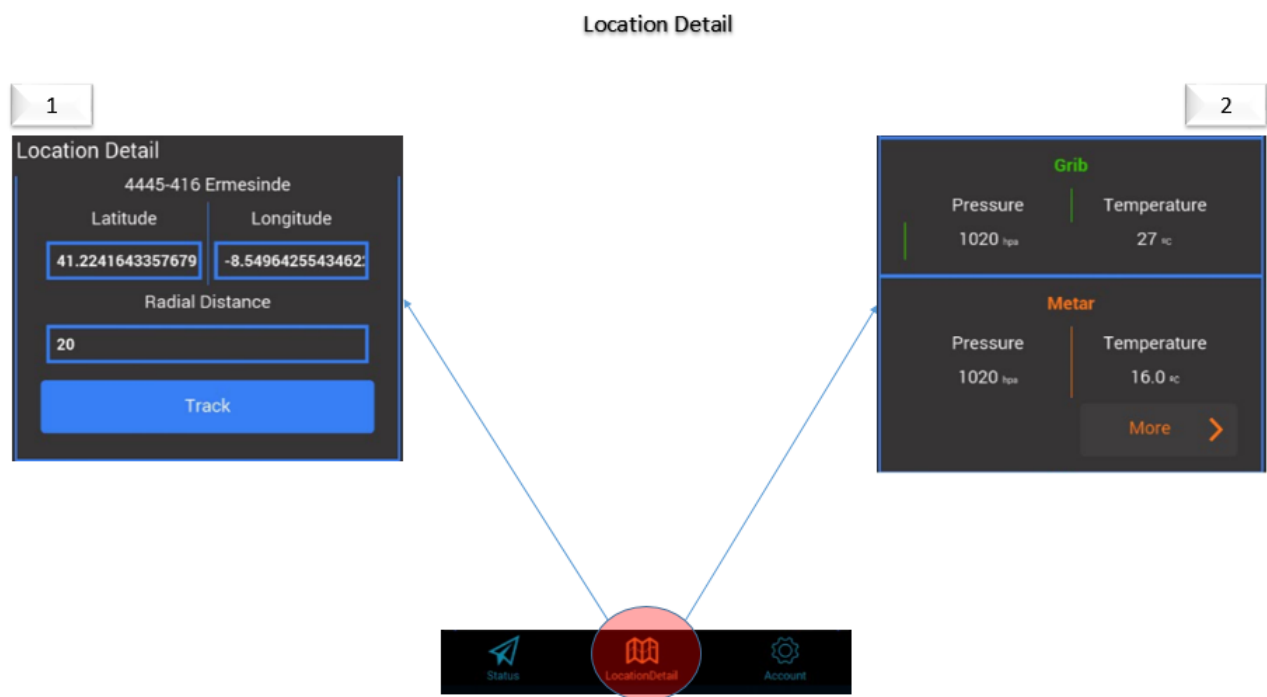 Location Detail
1
2
Location Detail
4445-416 Ermesinde
Latitude
Longitude
41.2241643357679
-8.5496425543462
Radial Distance
20
Track
Grib
Pressure
Temperature
1020 hpa
27 ºC
Metar
Pressure
Temperature
1020 hpa
16.0 ºC
More
Status
LocationDetail
Account